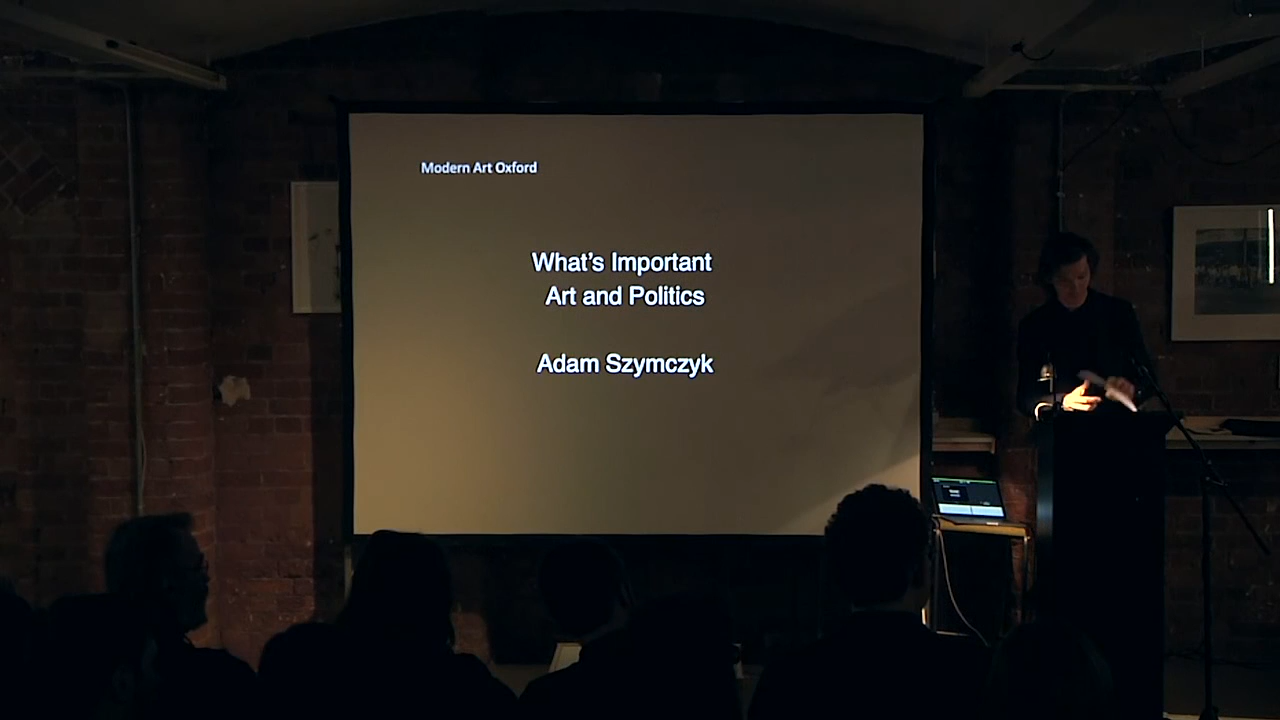 Modern Art Oxford
What's Important
Art and Politics
Adam Szymczyk